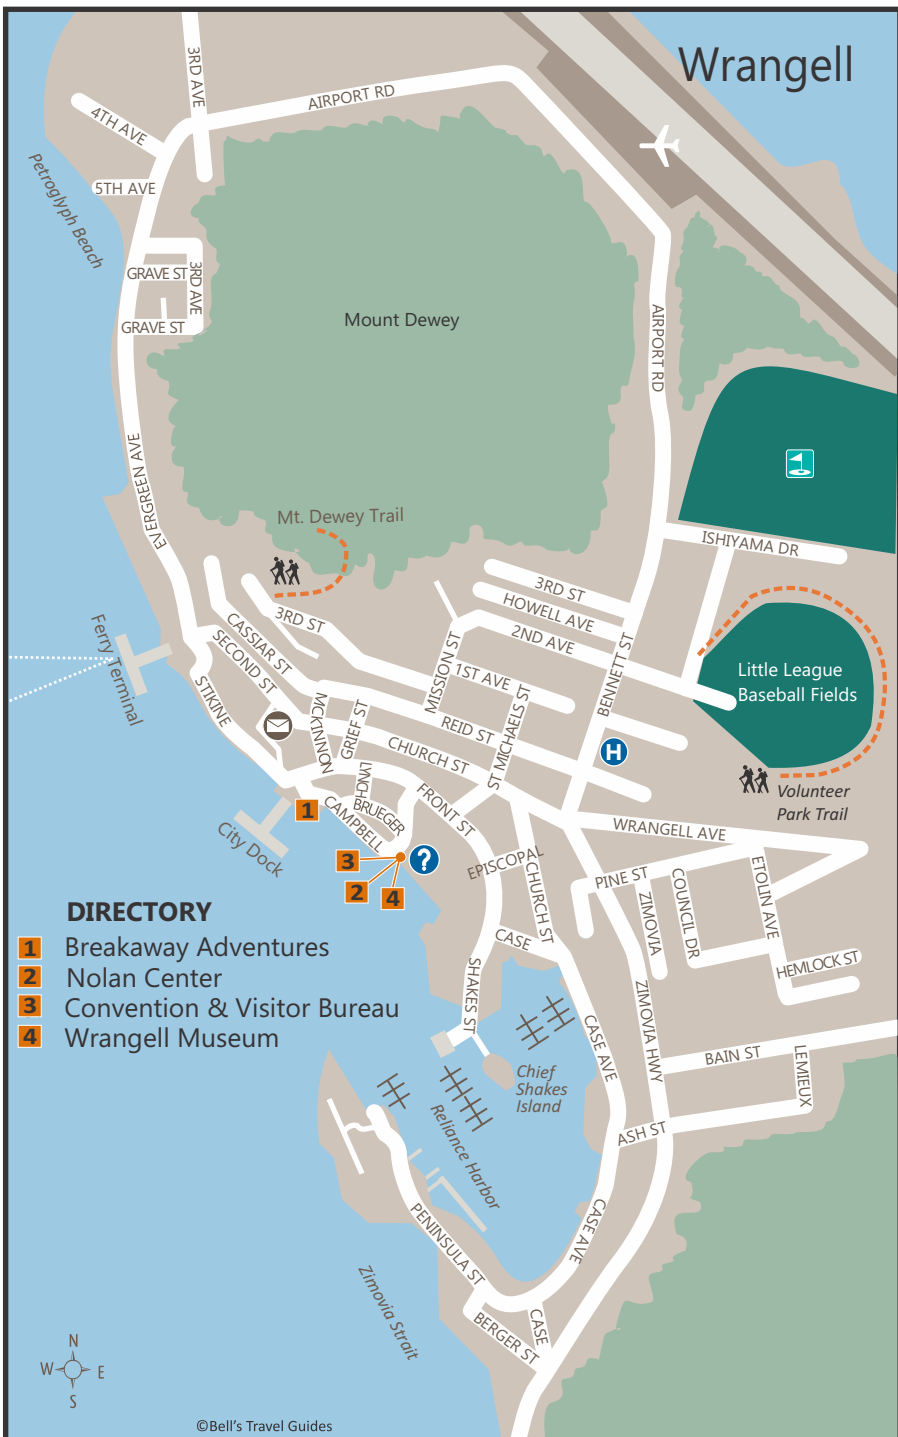 Wrangell
3RD AVE
AIRPORT RD
4TH AVE
5TH AVE
Petroglyph Beach
GRAVE ST
3RD AVE
GRAVE ST
Mount Dewey
AIRPORT RD
EVERGREEN AVE
Mt. Dewey Trail
ISHIYAMA DR
3RD ST
HOWELL AVE
2ND AVE
Ferry Terminal
CASSIAR ST
3RD ST
SECOND ST
MISSION ST
1ST AVE
BENNETT ST
Little League
Baseball Fields
STIKINE
MCKINNON
GRIEF ST
REID ST
ST MICHAELS ST
CHURCH ST
H
LYNCH
BRUEGER
CAMPBELL
FRONT ST
Volunteer
Park Trail
1
City Dock
WRANGELL AVE
3
?
2
4
EPISCOPAL
CHURCH ST
PINE ST
ZIMOVIA
COUNCIL DR
ETOLIN AVE
HEMLOCK ST
CASE
SHAKES ST
ZIMOVIA HWY
DIRECTORY
1 Breakaway Adventures
2 Nolan Center
3 Convention & Visitor Bureau
4 Wrangell Museum
CASE AVE
BAIN ST
LEMIEUX
Chief
Shakes
Island
Reliance Harbor
ASH ST
CASE AVE
PENINSULA ST
Zimovia Strait
BERGER ST
CASE
N
W E
S
©Bell's Travel Guides